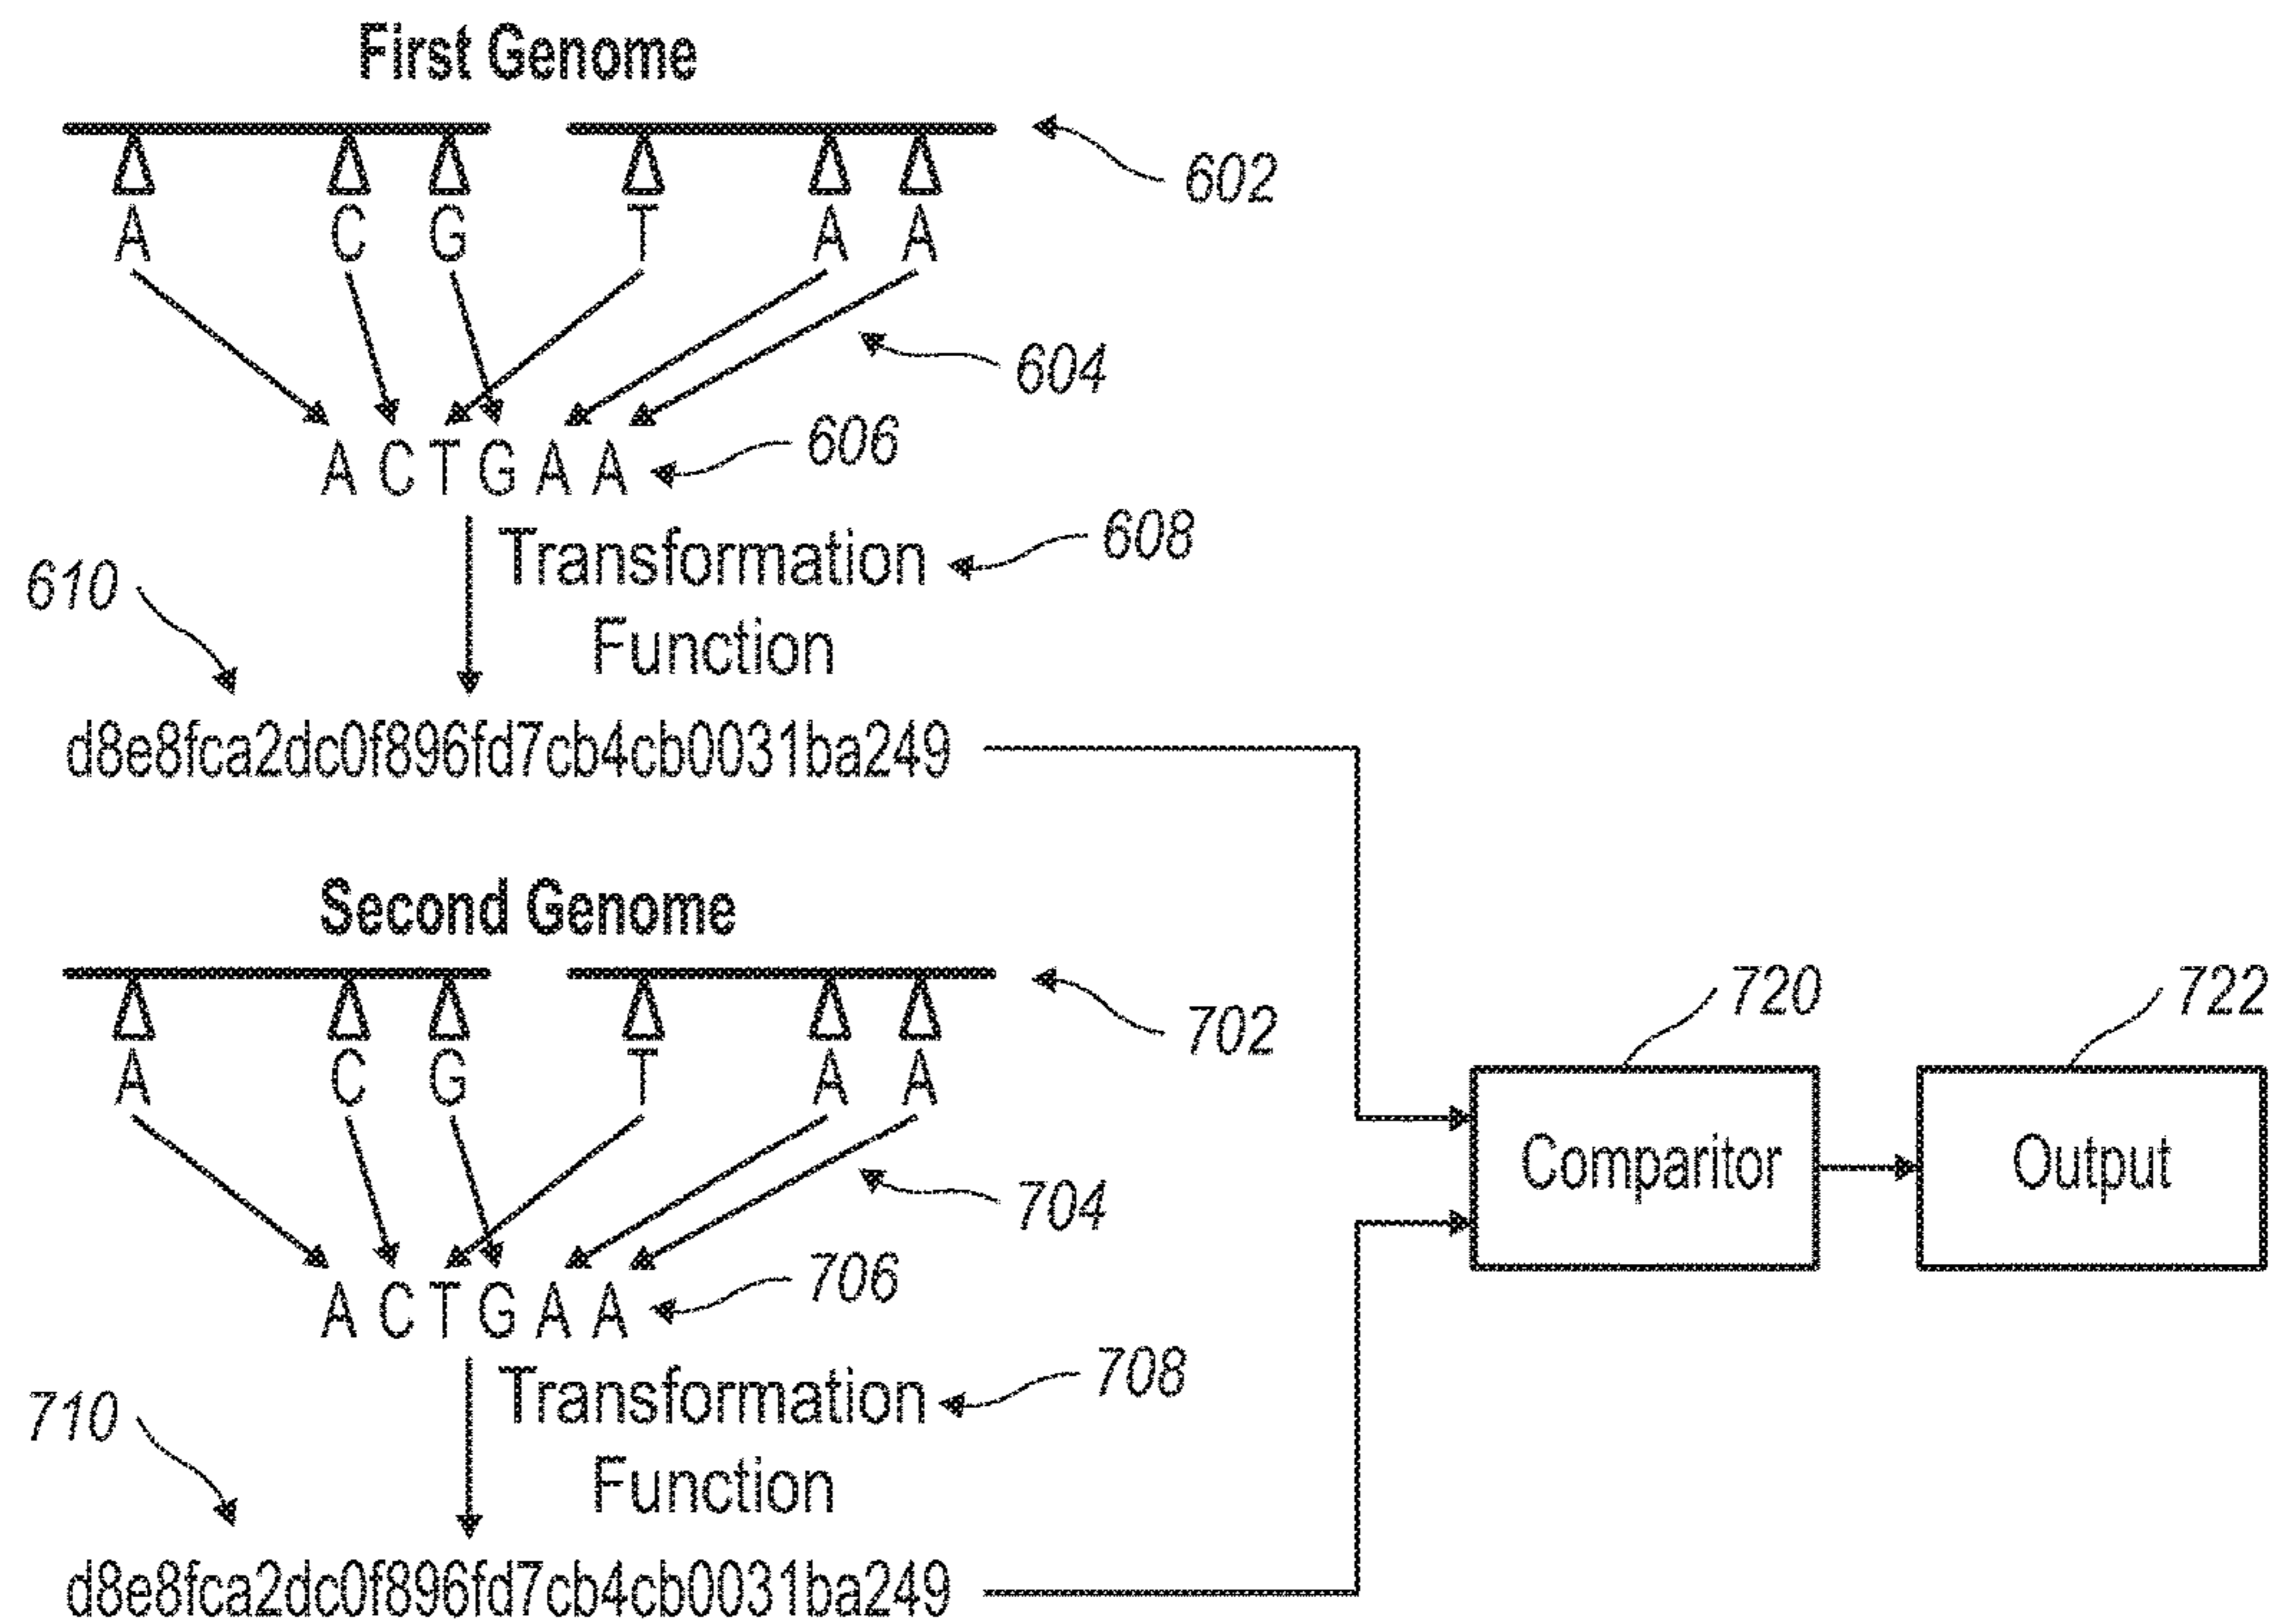 First Genome
602
A C G T A A
604
A C T G A A
606
Transformation
Function
608
610
d8e8fca2dc0f896fd7cb4cb0031ba249
Second Genome
702
A C G T A A
704
A C T G A A
706
Transformation
Function
708
710
d8e8fca2dc0f896fd7cb4cb0031ba249
720
Comparitor
722
Output